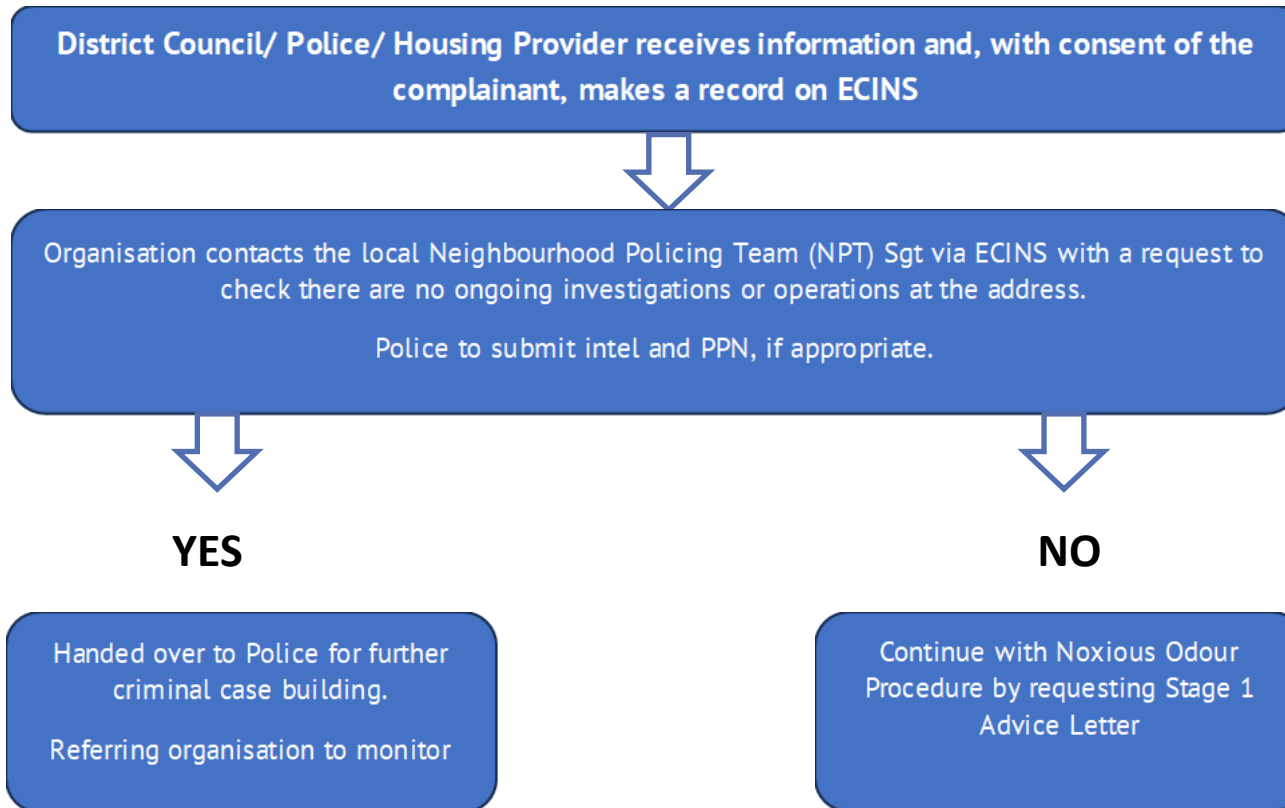 District Council/ Police/ Housing Provider receives information and, with consent of the
complainant, makes a record on ECINS
Organisation contacts the local Neighbourhood Policing Team (NPT) Sgt via ECINS with a request to
check there are no ongoing investigations or operations at the address.
Police to submit intel and PPN, if appropriate.
YES
NO
Handed over to Police for further
criminal case building.
Referring organisation to monitor
Continue with Noxious Odour
Procedure by requesting Stage 1
Advice Letter